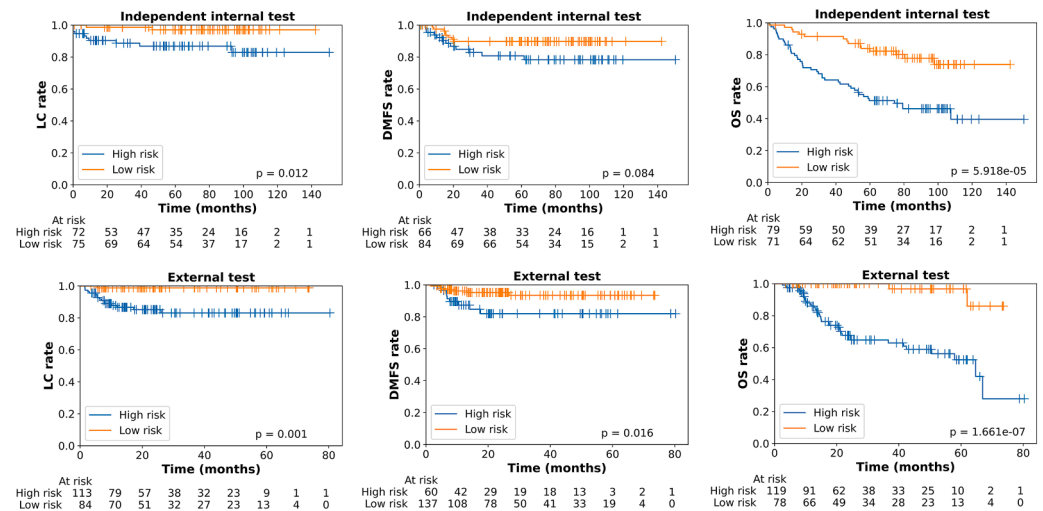 Independent internal test
LC rate
1.0
0.8
0.6
0.4
0.2
0.0
High risk
Low risk
p = 0.012
0 20 40 60 80 100 120 140
Time (months)
At risk
High risk 72 53 47 35 24 16 2 1
Low risk 75 69 64 54 37 17 2 1
Independent internal test
DMFS rate
1.0
0.8
0.6
0.4
0.2
0.0
High risk
Low risk
p = 0.084
0 20 40 60 80 100 120 140
Time (months)
At risk
High risk 66 47 38 33 24 16 1 1
Low risk 84 69 66 54 34 15 2 1
Independent internal test
OS rate
1.0
0.8
0.6
0.4
0.2
0.0
High risk
Low risk
p = 5.918e-05
0 20 40 60 80 100 120 140
Time (months)
At risk
High risk 79 59 50 39 27 17 2 1
Low risk 71 64 62 51 34 16 2 1
External test
LC rate
1.0
0.8
0.6
0.4
0.2
0.0
High risk
Low risk
p = 0.001
0 20 40 60 80
Time (months)
At risk
High risk 113 79 57 38 32 23 9 1 1
Low risk 84 70 51 32 27 23 13 4 0
External test
DMFS rate
1.0
0.8
0.6
0.4
0.2
0.0
High risk
Low risk
p = 0.016
0 20 40 60 80
Time (months)
At risk
High risk 60 42 29 19 18 13 3 2 1
Low risk 137 108 78 50 41 33 19 4 0
External test
OS rate
1.0
0.8
0.6
0.4
0.2
0.0
High risk
Low risk
p = 1.661e-07
0 20 40 60 80
Time (months)
At risk
High risk 119 91 62 38 33 25 10 2 1
Low risk 78 66 49 34 28 23 13 4 0